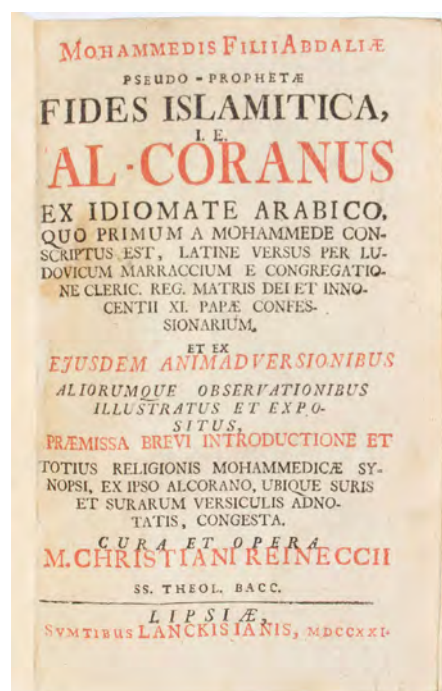 MOHAMMEDIS FILII ABDALIÆ
PSEUDO-PROPHETÆ
FIDES ISLAMITICA,
I. E.
AL-CORANUS
EX IDIOMATE ARABICO,
QUO PRIMUM A MOHAMMEDE CON-
SCRIPTUS EST, LATINE VERSUS PER LU-
DOVICUM MARRACCIUM E CONGREGATIO-
NE CLERIC. REG. MATRIS DEI ET INNO-
CENTII XI. PAPÆ CONFES-
SIONARIUM.
ET EX
EJUSDEM ANIMADVERSIONIBUS
ALIORUMQUE OBSERVATIONIBUS
ILLUSTRATUS ET EXPO-
SITUS,
PRÆMISSA BREVI INTRODUCTIONE ET
TOTIUS RELIGIONIS MOHAMMEDICÆ SY-
NOPSI, EX IPSO ALCORANO, UBIQUE SURIS
ET SURARUM VERSICULIS ADNO-
TATIS, CONGESTA.
CURA ET OPERA
M. CHRISTIANI REINECCII
SS. THEOL. BACC.
LIPSIÆ,
SVMTIBUS LANCKISIANIS, MDCCXXI.